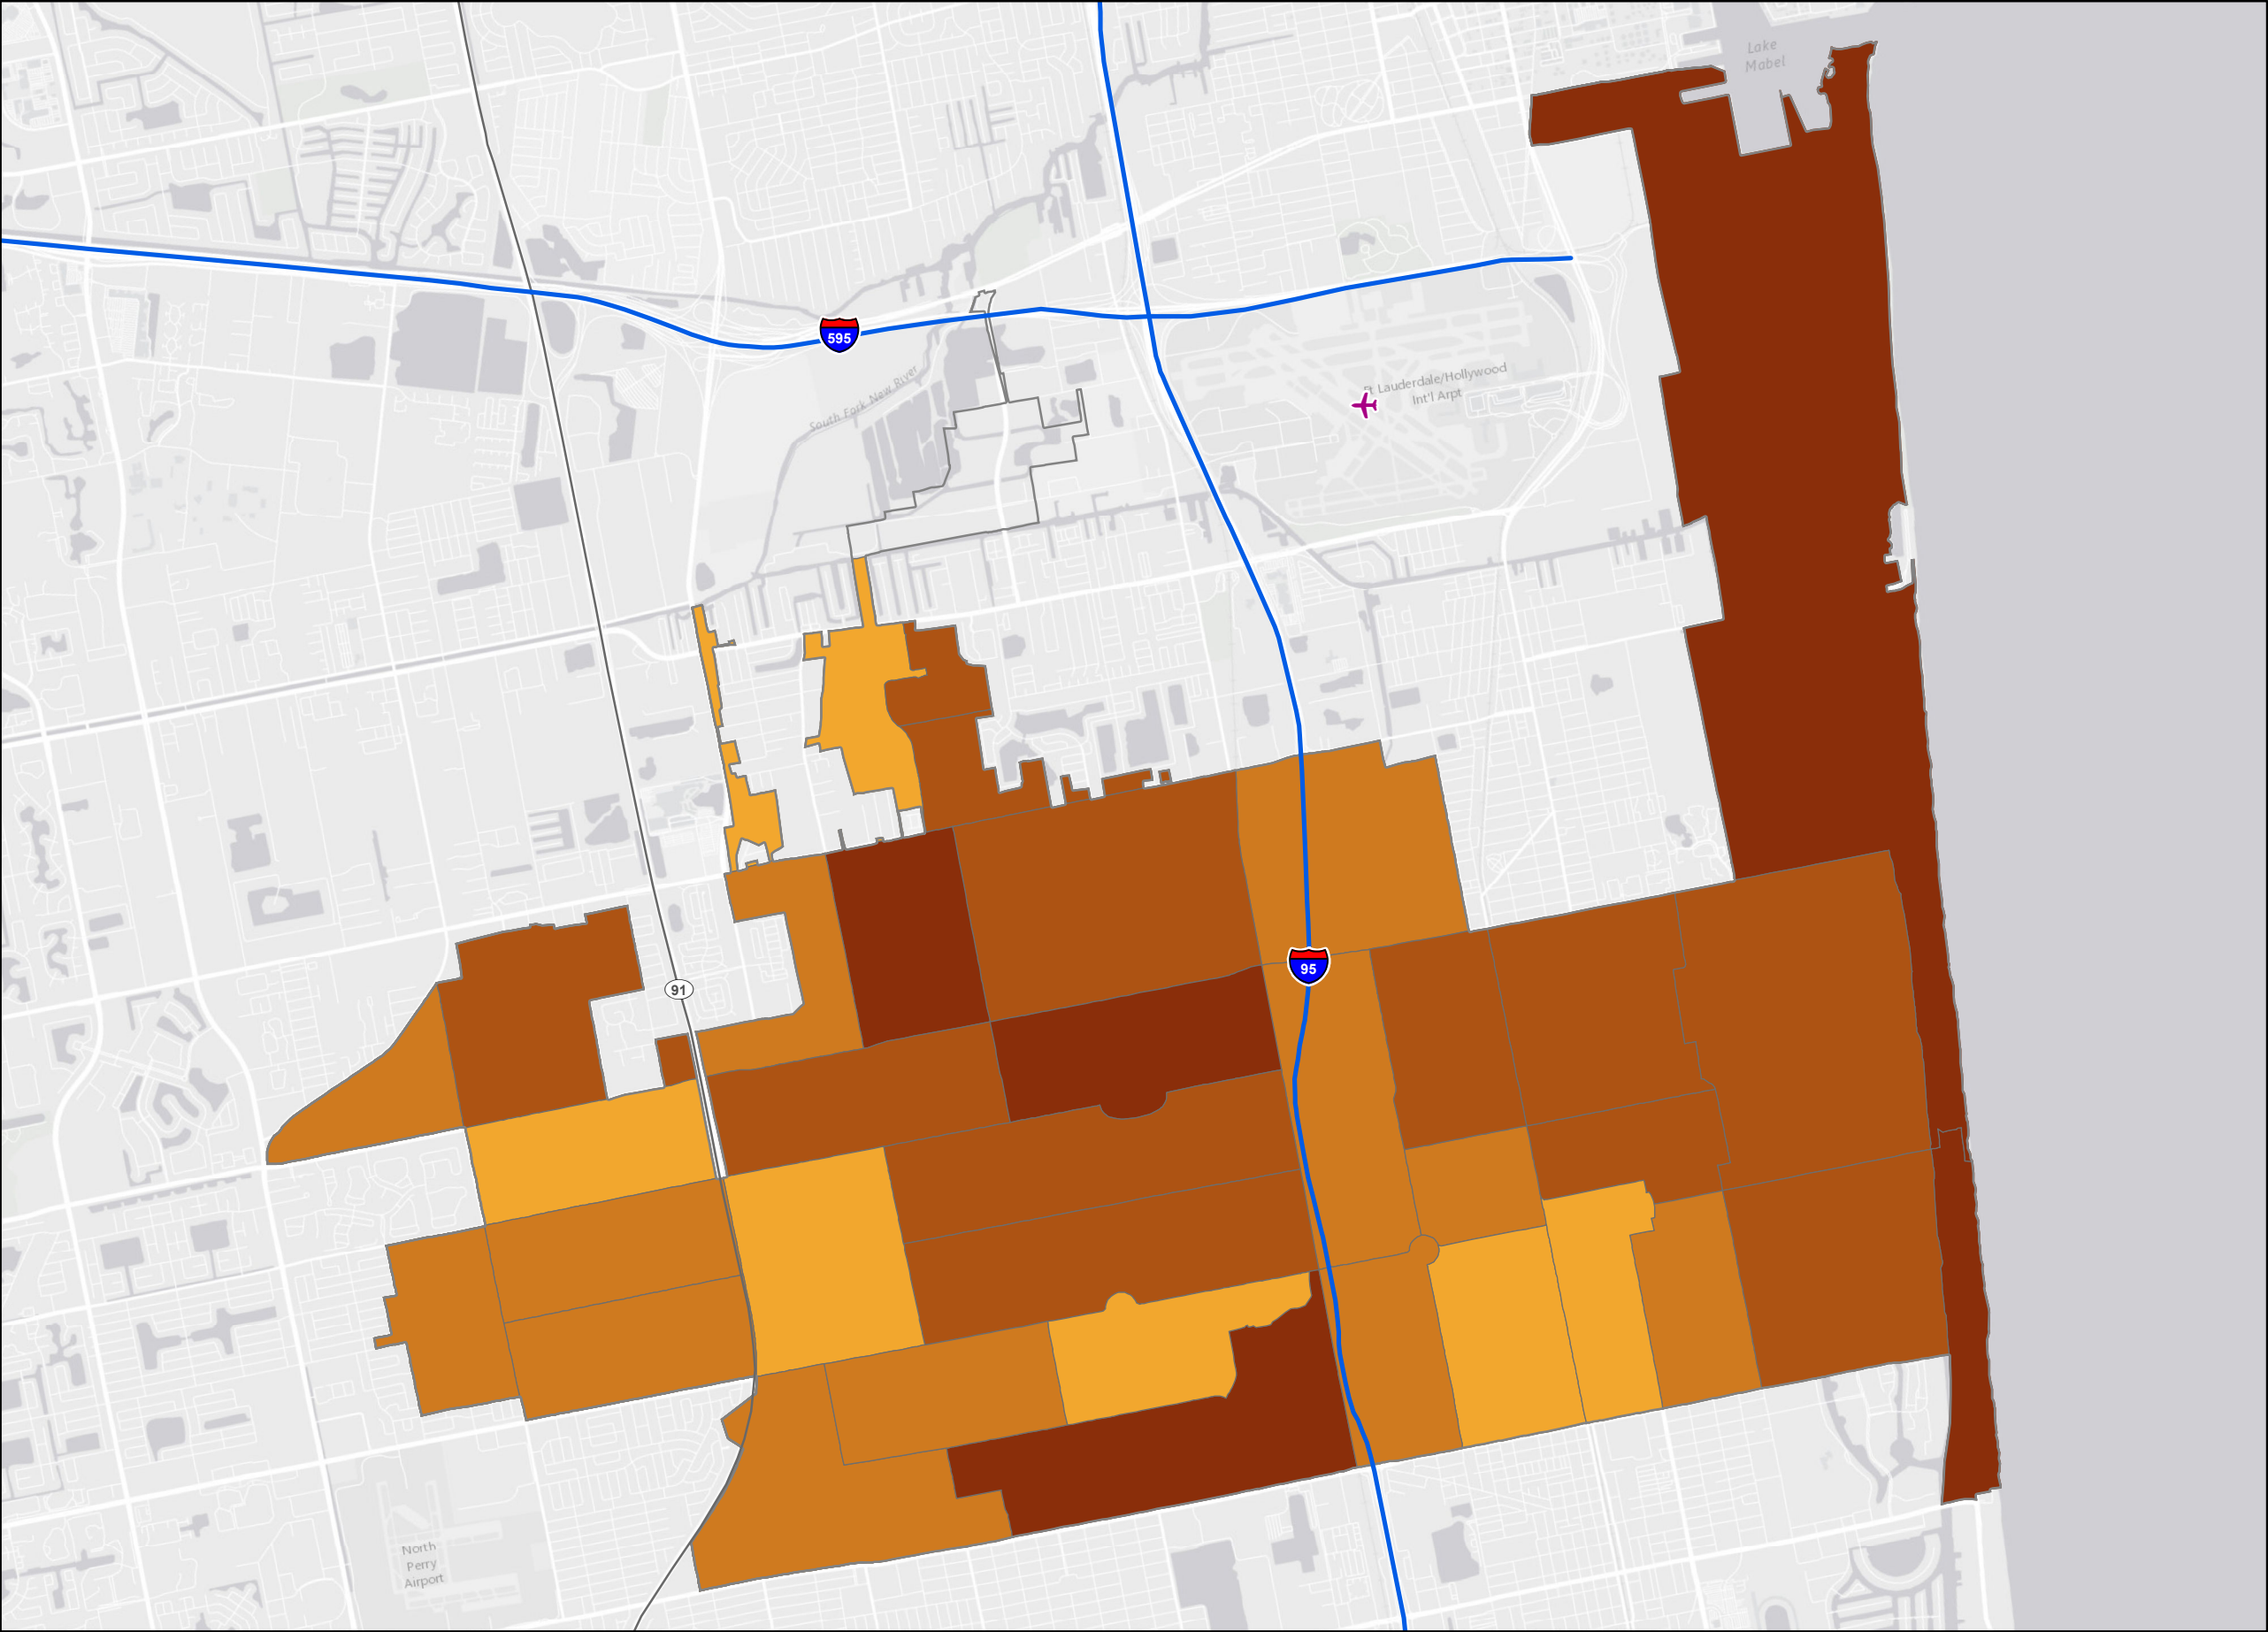 Lake
Mabel
595
South Fork New River
Ft Lauderdale/Hollywood
Int'l Arpt
95
91
North
Perry
Airport